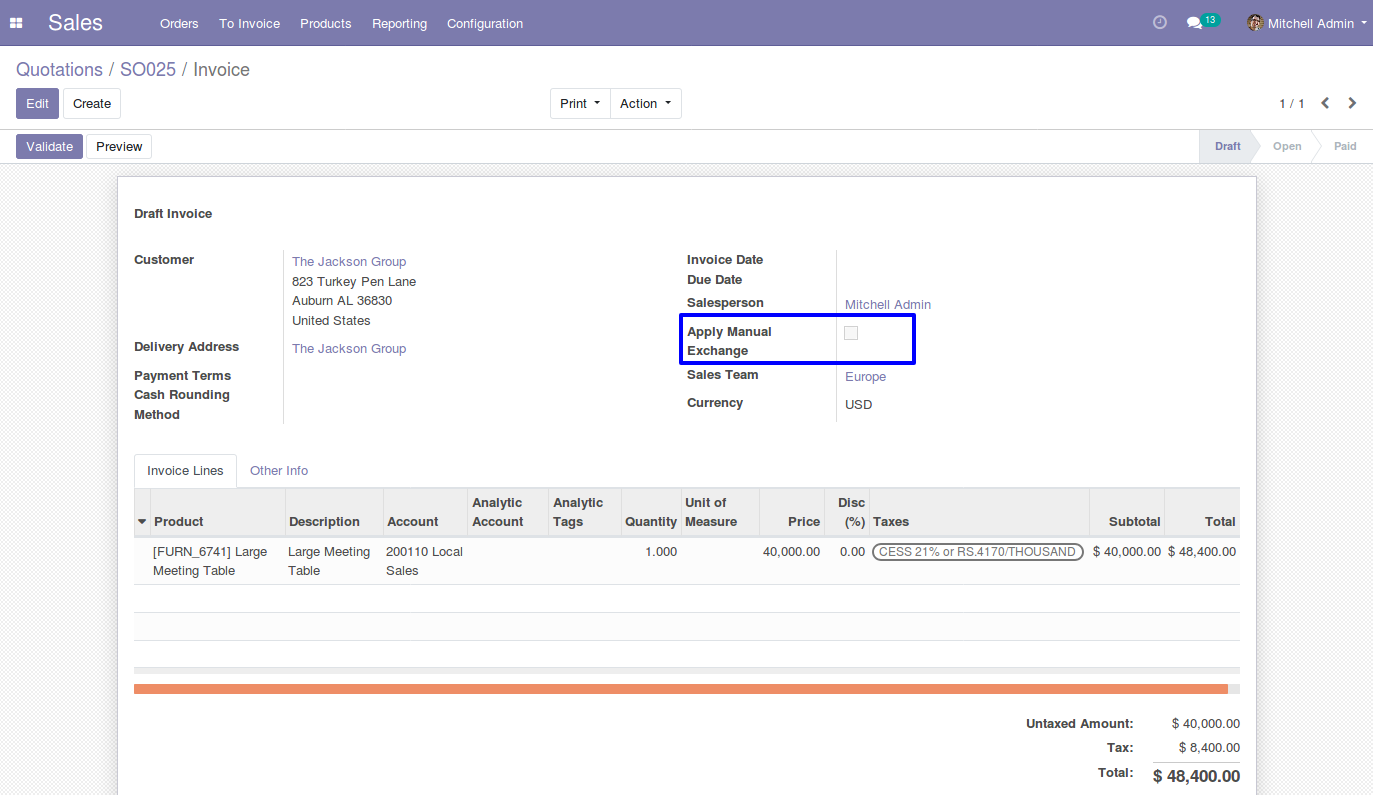 Sales Orders To Invoice Products Reporting Configuration 13 Mitchell Admin
Quotations / SO025 / Invoice
Edit Create Print Action 1 / 1
Validate Preview Draft Open Paid
Draft Invoice
Customer
The Jackson Group
823 Turkey Pen Lane
Auburn AL 36830
United States
Delivery Address The Jackson Group
Payment Terms
Cash Rounding
Method
Invoice Date
Due Date
Salesperson Mitchell Admin
Apply Manual
Exchange
Sales Team Europe
Currency USD
Invoice Lines Other Info
Product Description Account Analytic Account Analytic Tags Quantity Unit of Measure Price Disc (%) Taxes Subtotal Total
[FURN_6741] Large Large Meeting 200110 Local 1.000 40,000.00 0.00 CESS 21% or RS.4170/THOUSAND $ 40,000.00 $ 48,400.00
Meeting Table Table Sales
Untaxed Amount: $ 40,000.00
Tax: $ 8,400.00
Total: $ 48,400.00